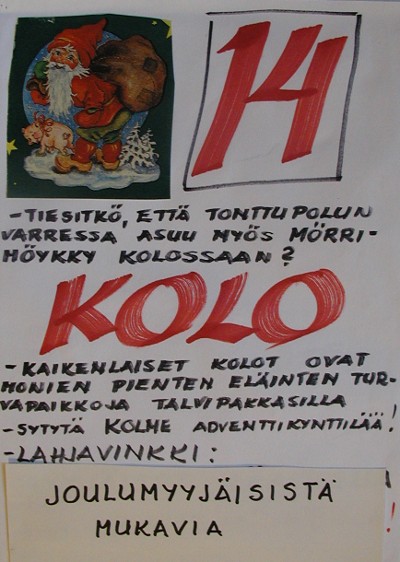 14
-TIESITKÖ, ETTÄ TONTTUPOLUN
VARRESSA ASUU MYÖS MÖRRI-
HÖYKKY KOLOSSAAN?
KOLO
-KAIKENLAISET KOLOT OVAT
MONIEN PIENTEN ELÄINTEN TUR-
VAPAIKKOJA TALVIPAKKASILLA!
-SYTYTÄ KOLME ADVENTTIKYNTTILÄÄ!
-LAHJAVINKKI:
JOULUMYYJÄISISTÄ
MUKAVIA
!